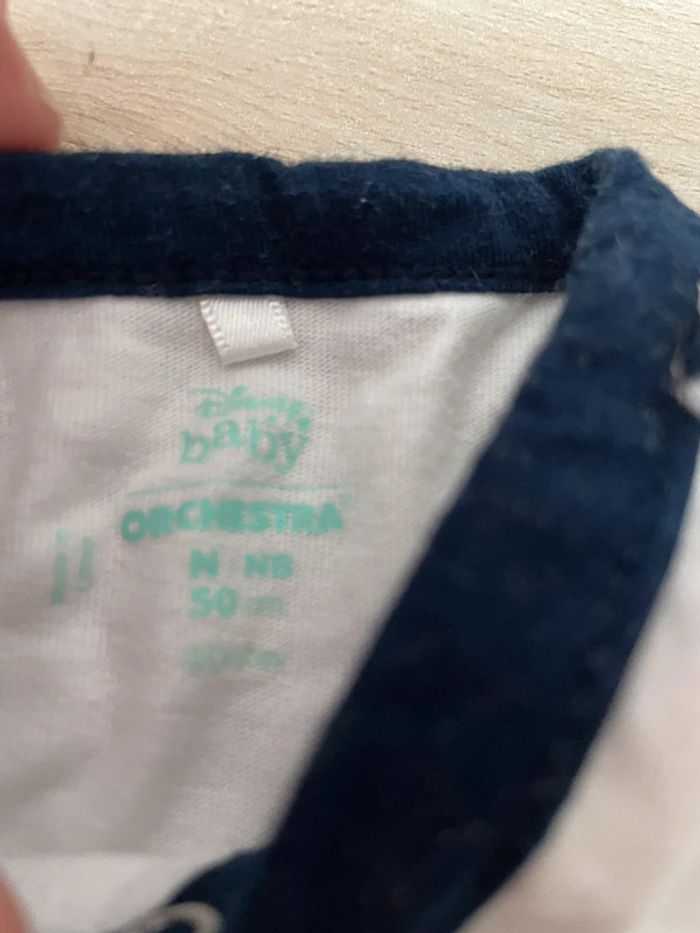 Disney
baby
ORCHESTRA
N / NB
50 cm